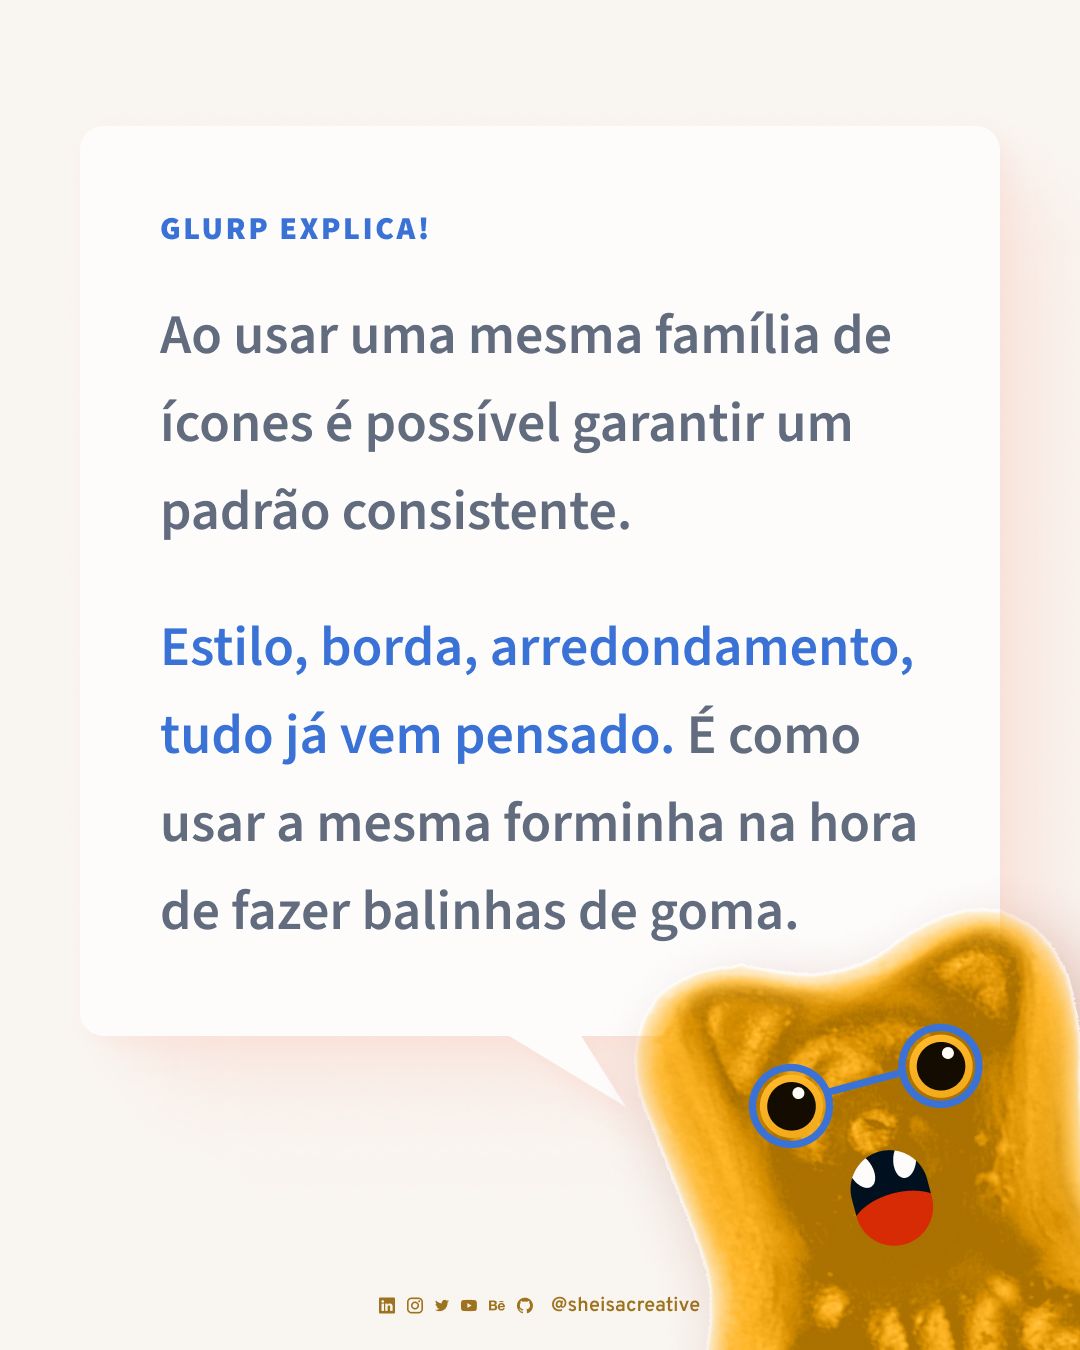 GLURP EXPLICA!
Ao usar uma mesma família de
ícones é possível garantir um
padrão consistente.
Estilo, borda, arredondamento,
tudo já vem pensado. É como
usar a mesma forminha na hora
de fazer balinhas de goma.
in Bē @sheisacreative